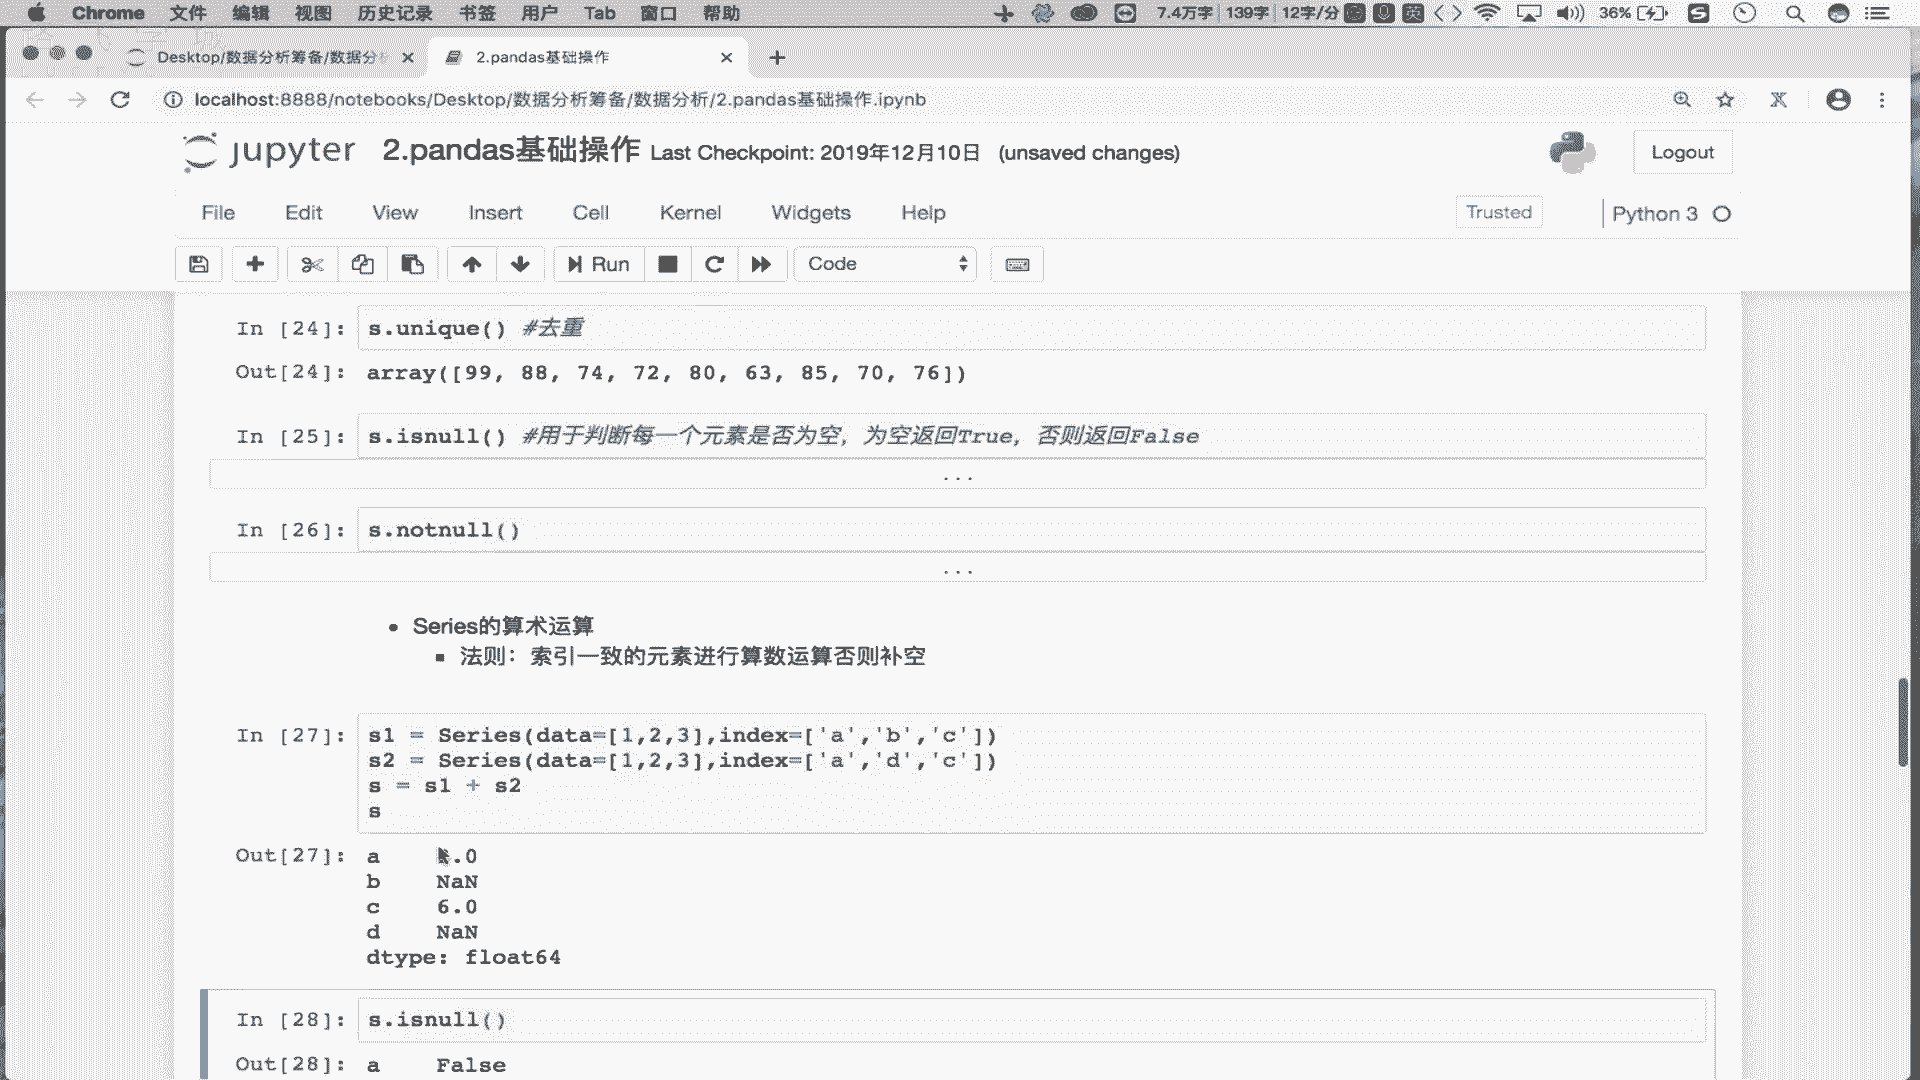 Chrome 文件 编辑 视图 历史记录 书签 用户 Tab 窗口 帮助 7.4万字 139字 12字/分 英 36%
Desktop/数据分析筹备/数据分析 2.pandas基础操作
localhost:8888/notebooks/Desktop/数据分析筹备/数据分析/2.pandas基础操作.ipynb
jupyter 2.pandas基础操作 Last Checkpoint: 2019年12月10日 (unsaved changes) Logout
File Edit View Insert Cell Kernel Widgets Help Trusted Python 3
Run Code
In [24]: s.unique() #去重
Out[24]: array([99, 88, 74, 72, 80, 63, 85, 70, 76])
In [25]: s.isnull() #用于判断每一个元素是否为空，为空返回True，否则返回False
...
In [26]: s.notnull()
...
Series的算术运算
法则：索引一致的元素进行算数运算否则补空
In [27]: s1 = Series(data=[1,2,3],index=['a','b','c'])
s2 = Series(data=[1,2,3],index=['a','d','c'])
s = s1 + s2
s
Out[27]: a .0
b NaN
c 6.0
d NaN
dtype: float64
In [28]: s.isnull()
Out[28]: a False